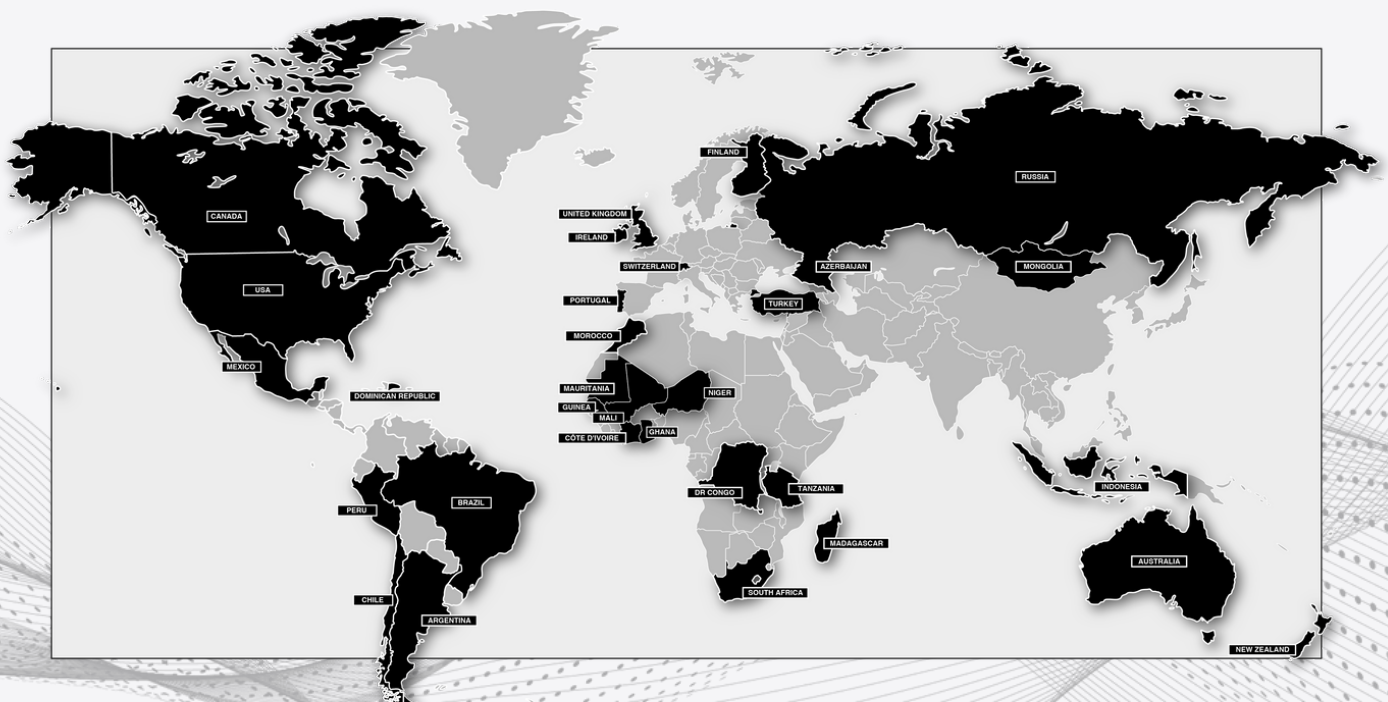 FINLAND
RUSSIA
UNITED KINGDOM
CANADA
IRELAND
SWITZERLAND
AZERBAIJAN
MONGOLIA
USA
PORTUGAL
TURKEY
MOROCCO
MEXICO
MAURITANIA
NIGER
DOMINICAN REPUBLIC
GUINEA
MALI
GHANA
CÔTE D'IVOIRE
INDONESIA
TANZANIA
DR CONGO
BRAZIL
PERU
MADAGASCAR
AUSTRALIA
SOUTH AFRICA
CHILE
ARGENTINA
NEW ZEALAND